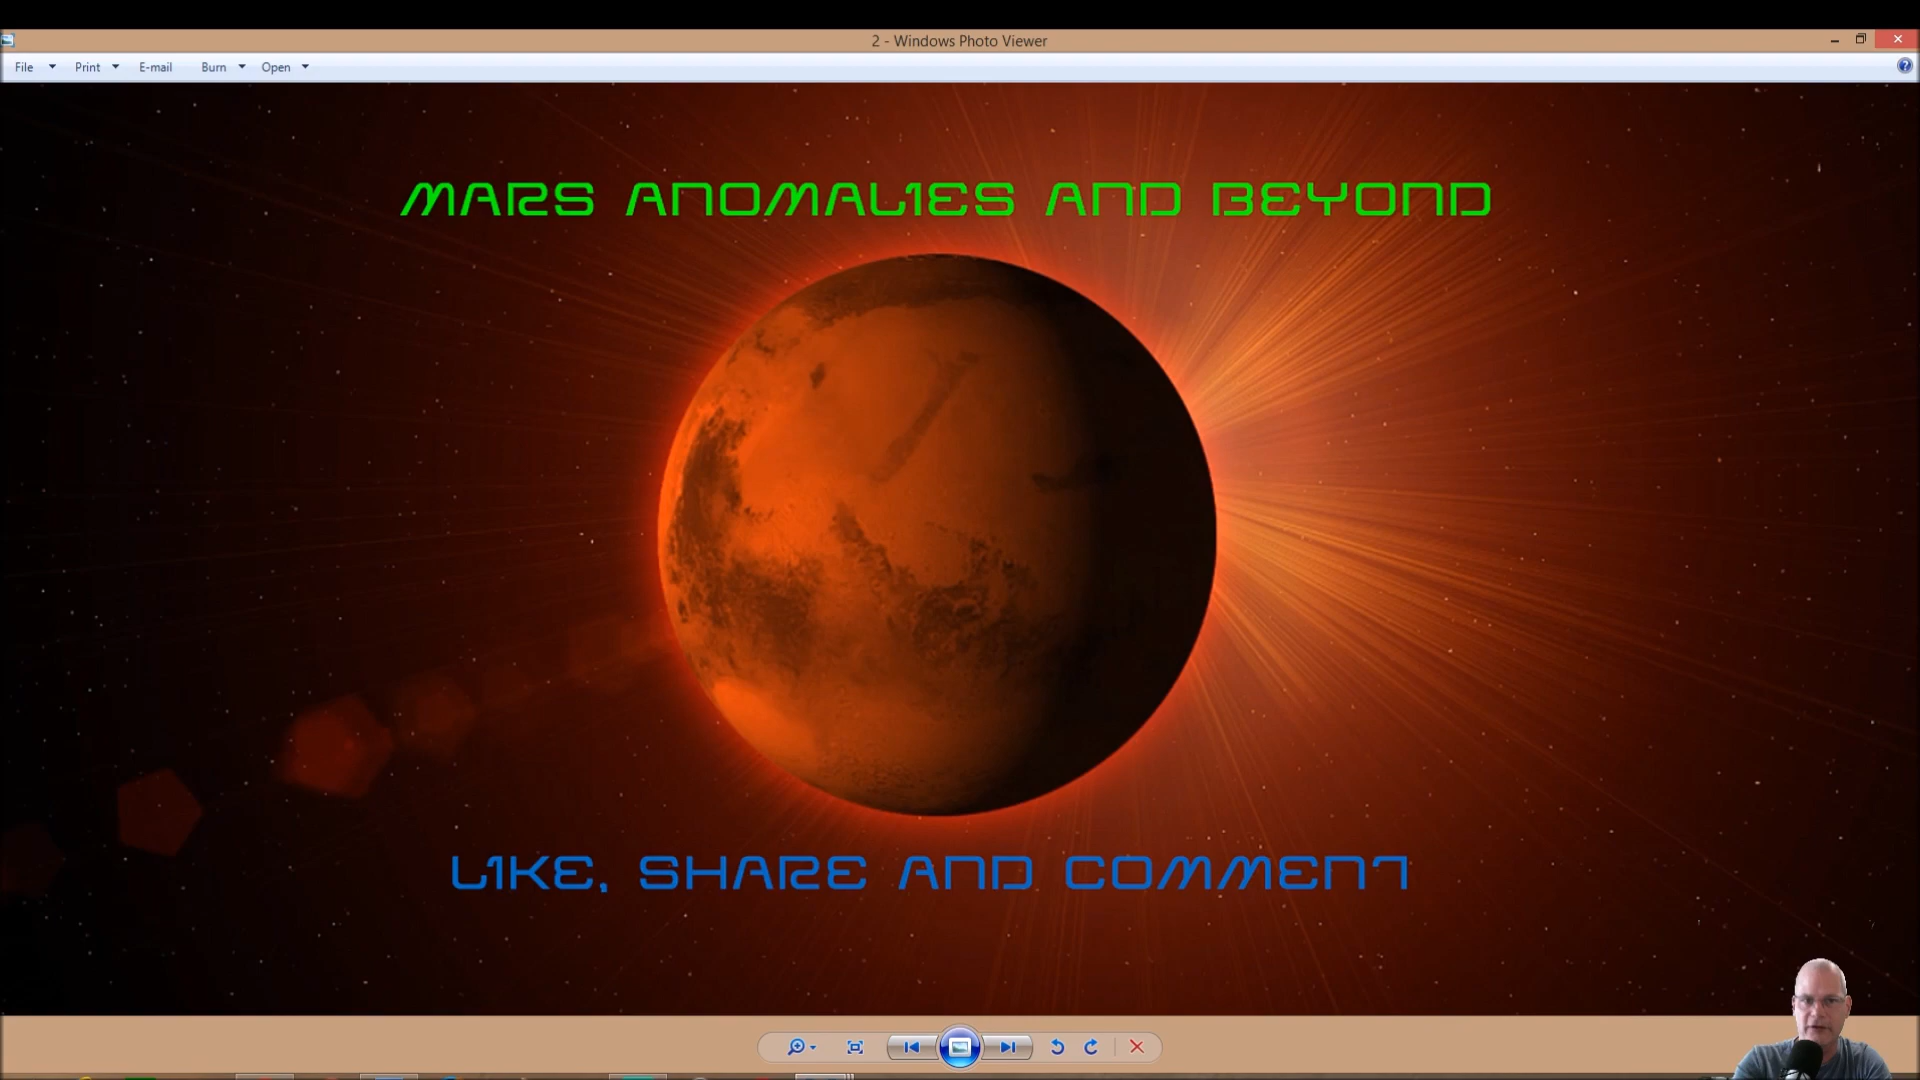 2 - Windows Photo Viewer
File Print E-mail Burn Open
MARS ANOMALIES AND BEYOND
LIKE, SHARE AND COMMENT